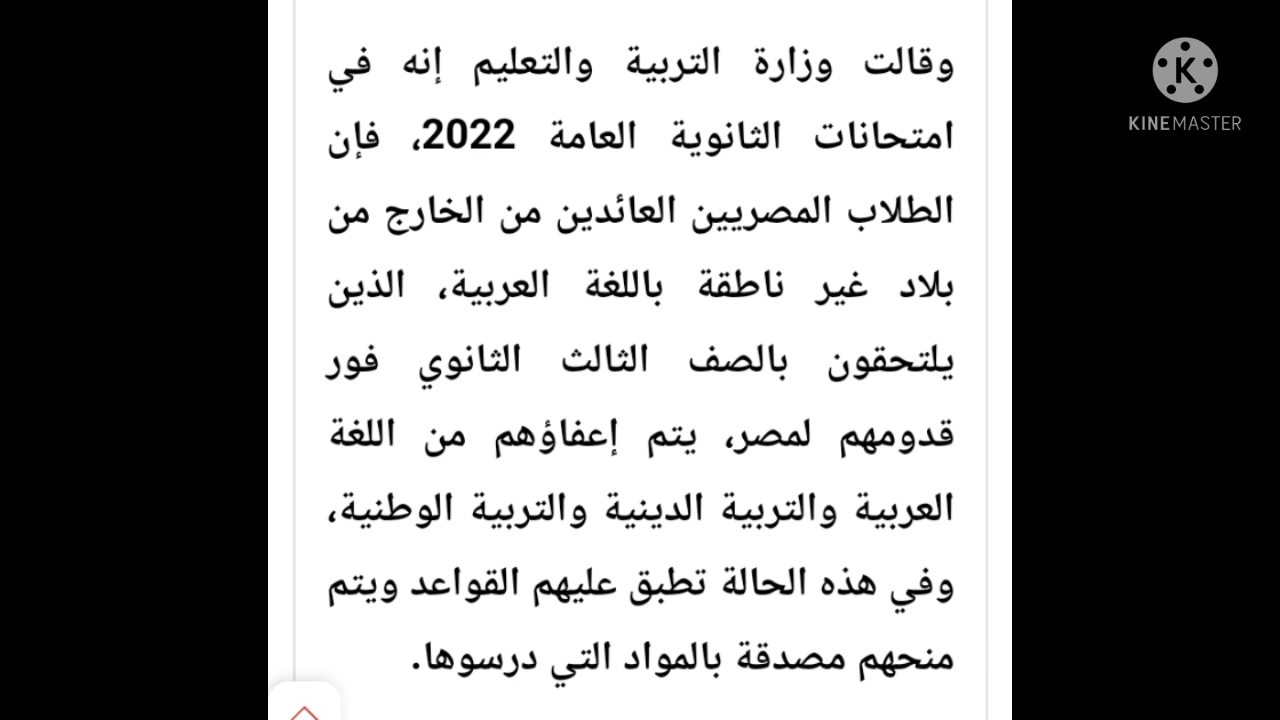 وقالت وزارة التربية والتعليم إنه في
امتحانات الثانوية العامة 2022، فإن
الطلاب المصريين العائدين من الخارج من
بلاد غير ناطقة باللغة العربية، الذين
يلتحقون بالصف الثالث الثانوي فور
قدومهم لمصر، يتم إعفاؤهم من اللغة
العربية والتربية الدينية والتربية الوطنية،
وفي هذه الحالة تطبق عليهم القواعد ويتم
منحهم مصدقة بالمواد التي درسوها.
K
KINEMASTER